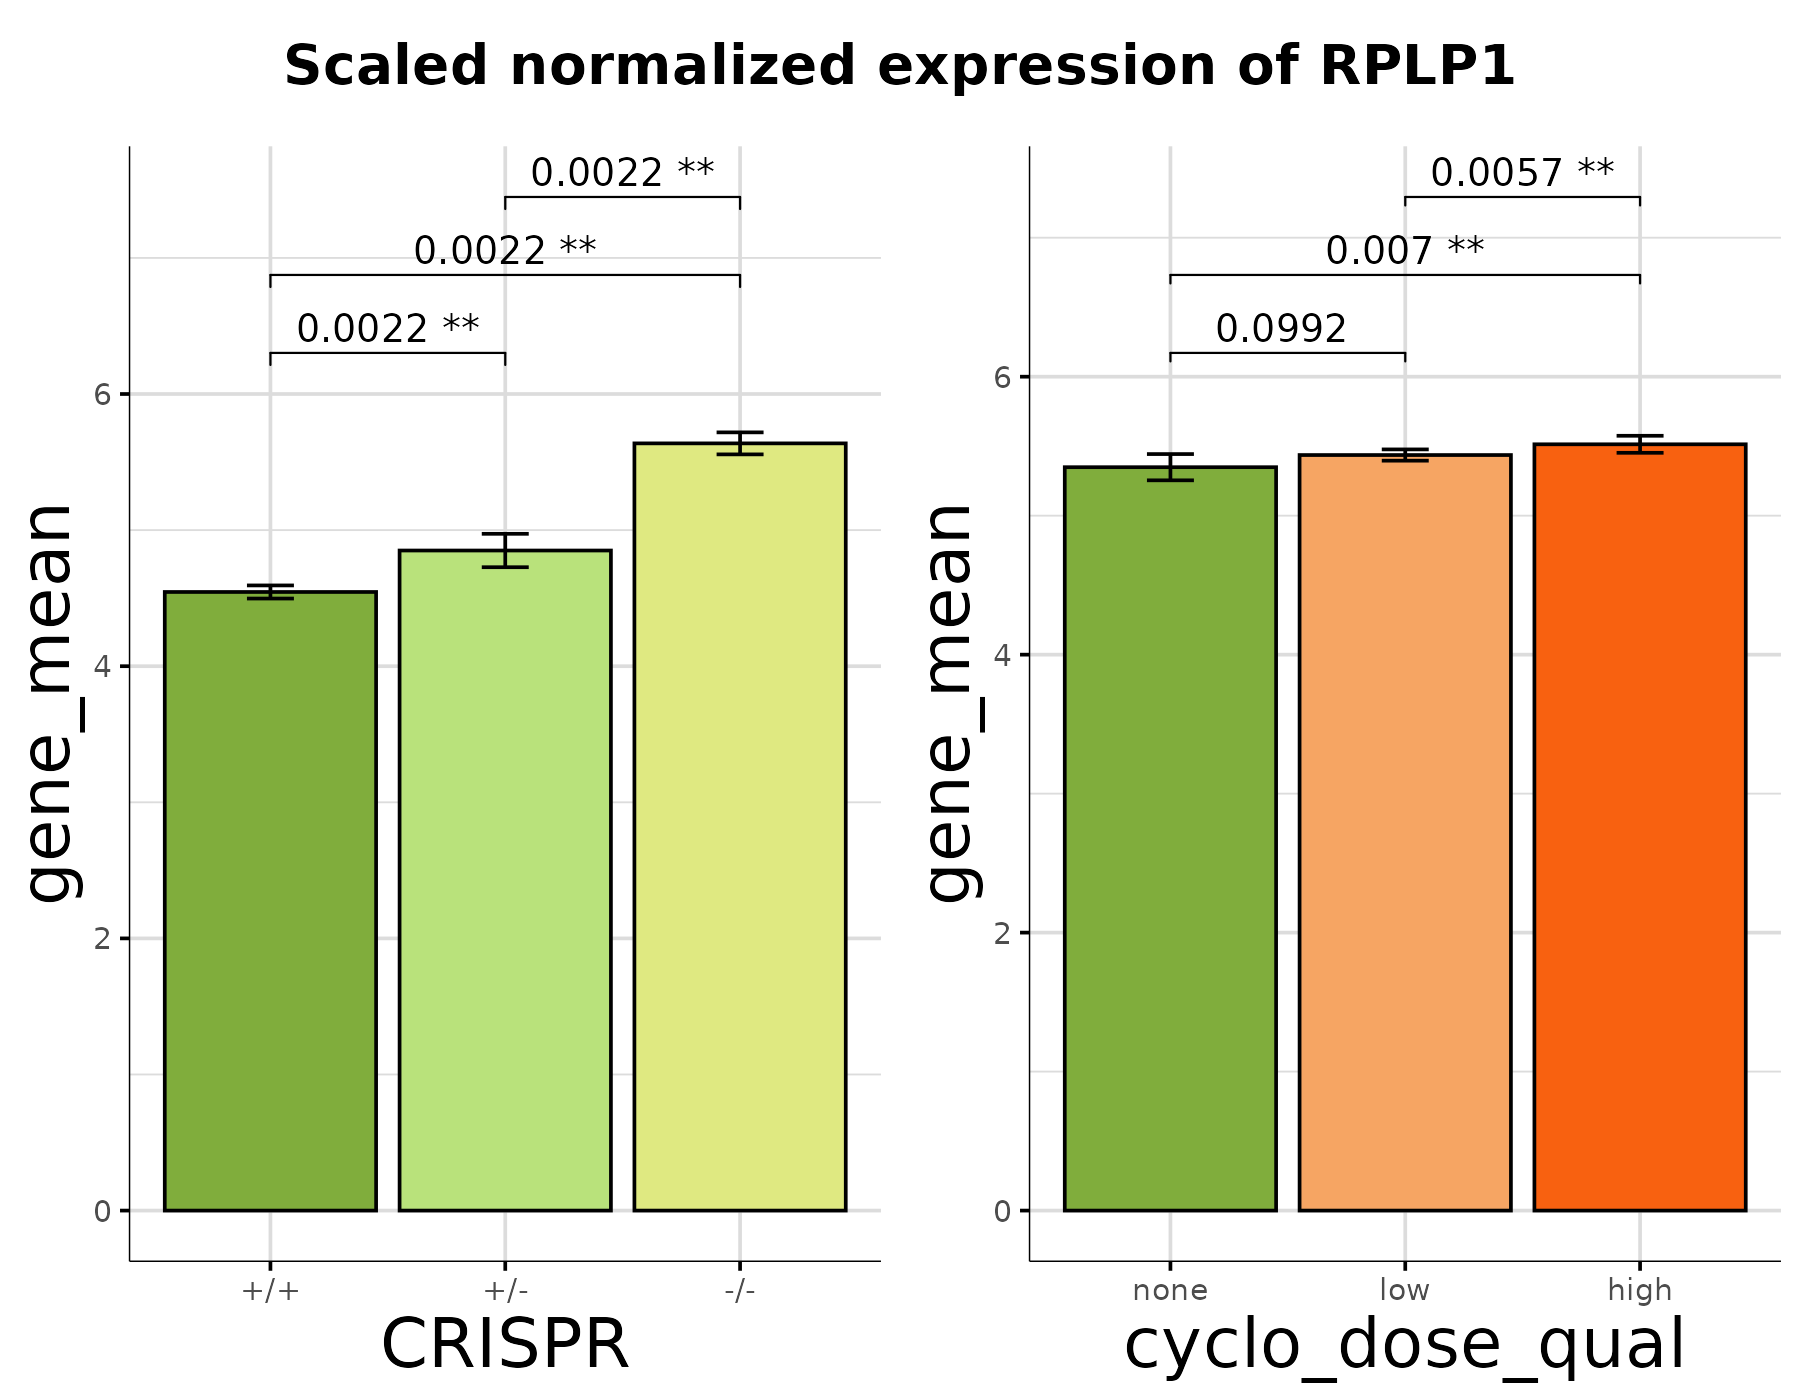 Scaled normalized expression of RPLP1
0.0022 **
0.0022 **
0.0022 **
gene_mean
6
4
2
0
+/+ +/- -/-
CRISPR
0.0057 **
0.007 **
0.0992
gene_mean
6
4
2
0
none low high
cyclo_dose_qual